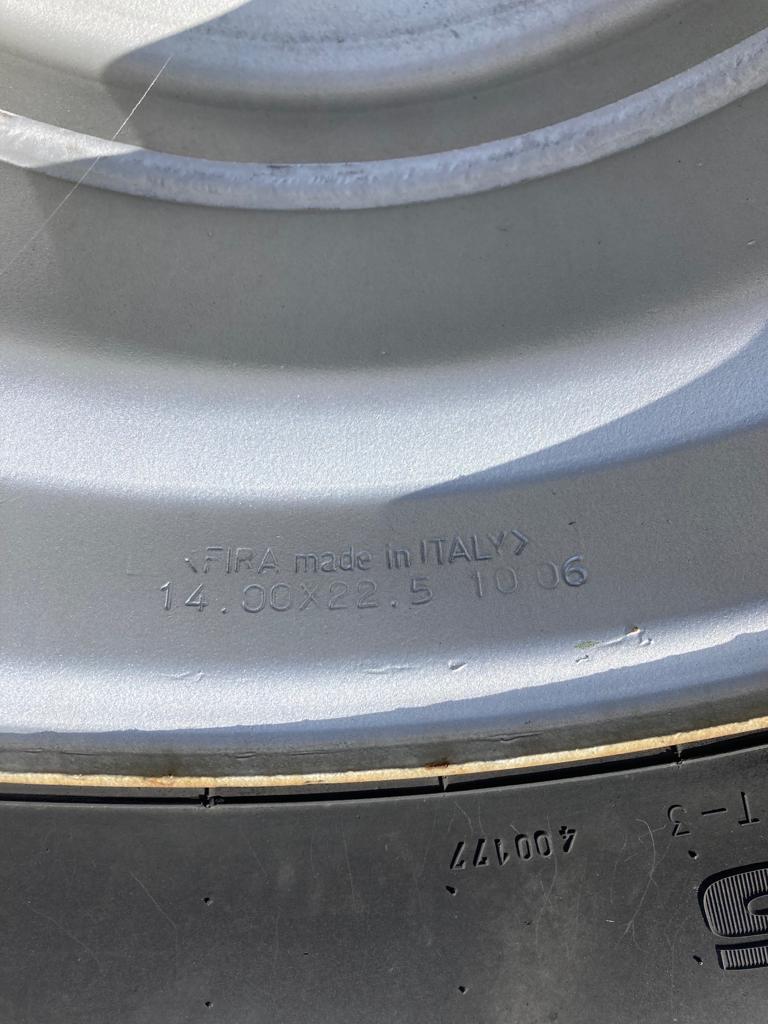 <FIRA made in ITALY>
14.00X22.5 10 06
T-3
400177